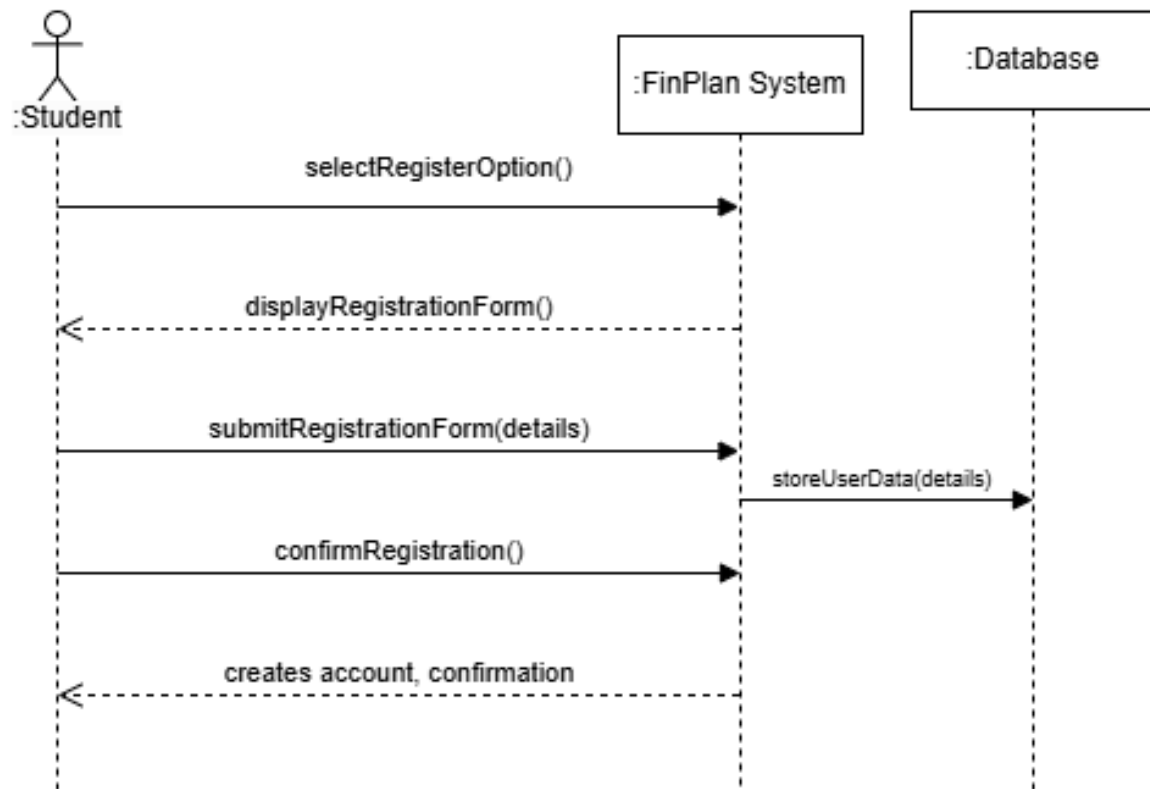 :Student
:FinPlan System
:Database
selectRegisterOption()
displayRegistrationForm()
submitRegistrationForm(details)
storeUserData(details)
confirmRegistration()
creates account, confirmation